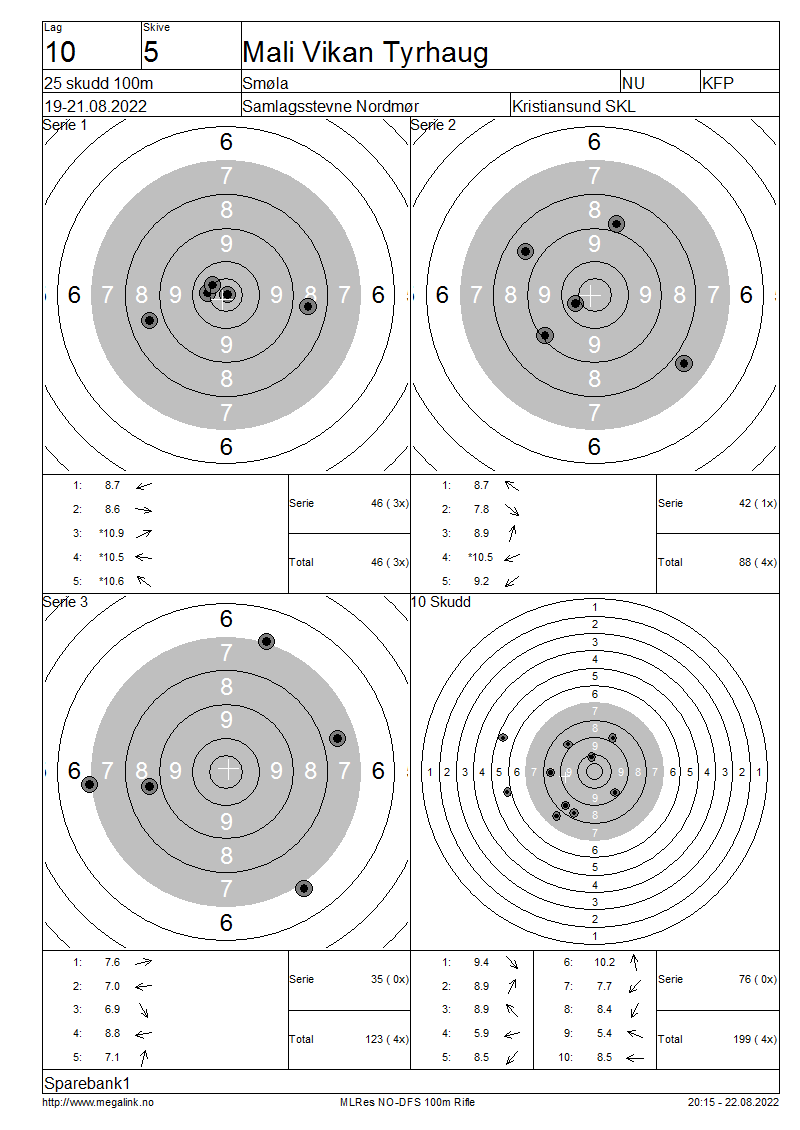 Lag Skive
10 5 Mali Vikan Tyrhaug
25 skudd 100m Smøla NU KFP
19-21.08.2022 Samlagsstevne Nordmør Kristiansund SKL
Serie 1 Serie 2
6 6
7 7
8 8
9 9
6 7 8 9 9 8 7 6 6 7 8 9 9 8 7 6
9 9
8 8
7 7
6 6
1: 8.7 1: 8.7
Serie 46 ( 3x) Serie 42 ( 1x)
2: 8.6 2: 7.8
3: *10.9 3: 8.9
4: *10.5 4: *10.5
Total 46 ( 3x) Total 88 ( 4x)
5: *10.6 5: 9.2
Serie 3 10 Skudd
1
2
6 3
7 4
8 5
9 6
7
8
9
6 7 8 9 9 8 7 6 1 2 3 4 5 6 7 9 9 8 7 6 5 4 3 2 1
9 9
8 8
7 7
6 6
5
4
3
2
1
1: 7.6 1: 9.4 6: 10.2
Serie 35 ( 0x) Serie 76 ( 0x)
2: 7.0 2: 8.9 7: 7.7
3: 6.9 3: 8.9 8: 8.4
4: 8.8 4: 5.9 9: 5.4
Total 123 ( 4x) Total 199 ( 4x)
5: 7.1 5: 8.5 10: 8.5
Sparebank1
http://www.megalink.no MLRes NO-DFS 100m Rifle 20:15 - 22.08.2022